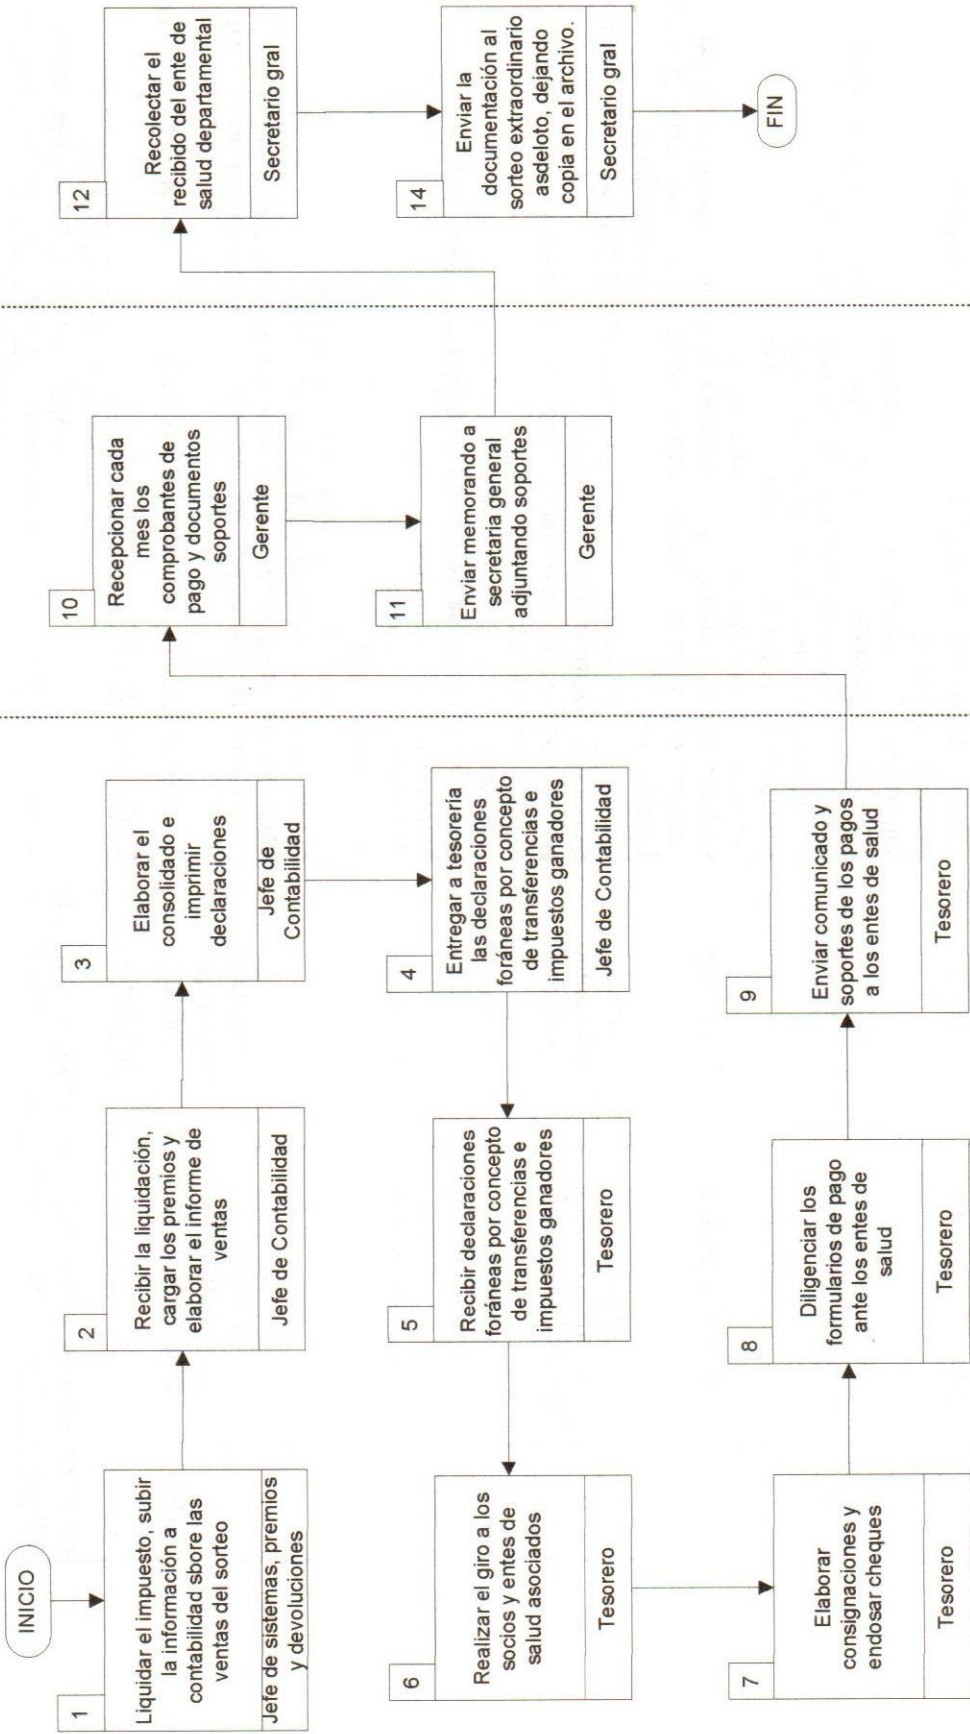 INICIO
1
Liquidar el impuesto, subir
la información a
contabilidad sbore las
ventas del sorteo
Jefe de sistemas, premios
y devoluciones
2
Recibir la liquidación,
cargar los premios y
elaborar el informe de
ventas
Jefe de Contabilidad
3
Elaborar el
consolidado e
imprimir
declaraciones
Jefe de
Contabilidad
4
Entregar a tesorería
las declaraciones
foráneas por concepto
de transferencias e
impuestos ganadores
Jefe de Contabilidad
5
Recibir declaraciones
foráneas por concepto
de transferencias e
impuestos ganadores
Tesorero
6
Realizar el giro a los
socios y entes de
salud asociados
Tesorero
7
Elaborar
consignaciones y
endosar cheques
Tesorero
8
Diligenciar los
formularios de pago
ante los entes de
salud
Tesorero
9
Enviar comunicado y
soportes de los pagos
a los entes de salud
Tesorero
10
Recepcionar cada
mes los
comprobantes de
pago y documentos
soportes
Gerente
11
Enviar memorando a
secretaria general
adjuntando soportes
Gerente
12
Recolectar el
recibido del ente de
salud departamental
Secretario gral
14
Enviar la
documentación al
sorteo extraordinario
asdeloto, dejando
copia en el archivo.
Secretario gral
FIN